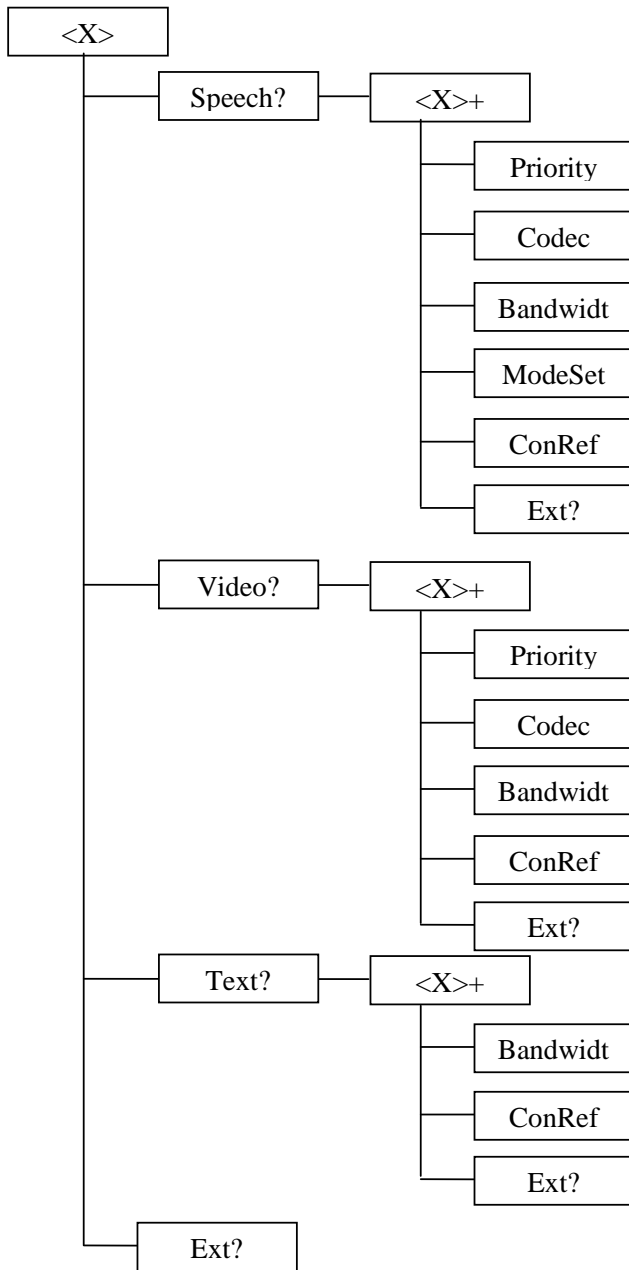 <X>
Speech?
<X>+
Priority
Codec
Bandwidt
ModeSet
ConRef
Ext?
Video?
<X>+
Priority
Codec
Bandwidt
ConRef
Ext?
Text?
<X>+
Bandwidt
ConRef
Ext?
Ext?